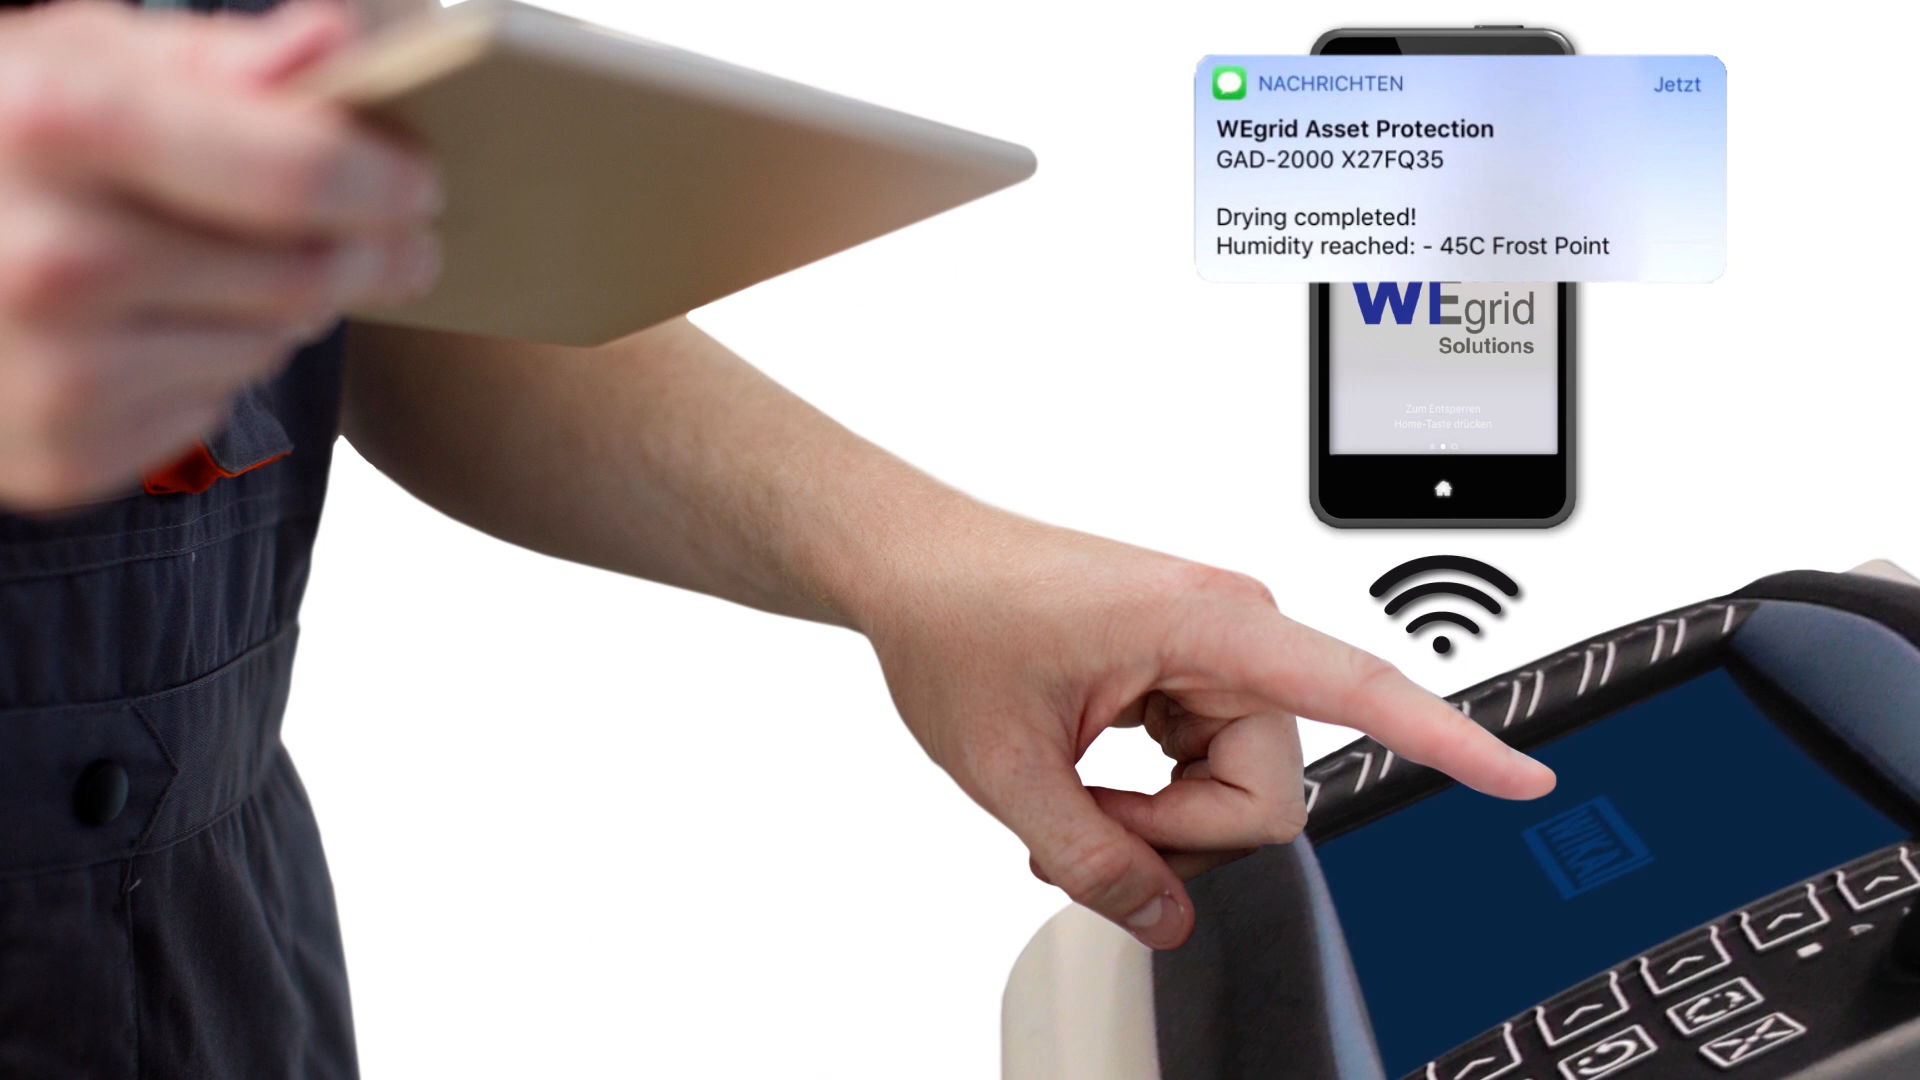 NACHRICHTEN Jetzt
WEgrid Asset Protection
GAD-2000 X27FQ35
Drying completed!
Humidity reached: - 45C Frost Point
WEgrid
Solutions
Zum Entsperren
Home-Taste drücken
WIKA